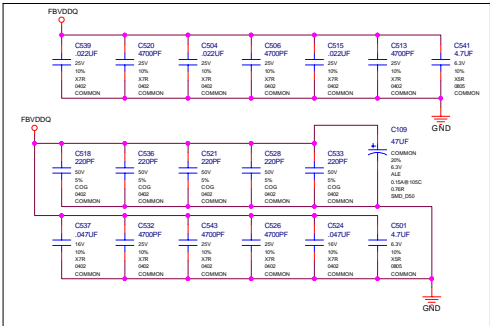 FBVDDQ
C539
.022UF
25V
10%
X7R
0402
COMMON
C520
4700PF
25V
10%
X7R
0402
COMMON
C504
.022UF
25V
10%
X7R
0402
COMMON
C506
4700PF
25V
10%
X7R
0402
COMMON
C515
.022UF
25V
10%
X7R
0402
COMMON
C513
4700PF
25V
10%
X7R
0402
COMMON
C541
4.7UF
6.3V
10%
X5R
0805
COMMON
GND
FBVDDQ
C518
220PF
50V
5%
COG
0402
COMMON
C536
220PF
50V
5%
COG
0402
COMMON
C521
220PF
50V
5%
COG
0402
COMMON
C528
220PF
50V
5%
COG
0402
COMMON
C533
220PF
50V
5%
COG
0402
COMMON
C109
47UF
COMMON
20%
6.3V
ALE
0.15A@105C
0.76R
SMD_D50
C537
.047UF
16V
10%
X7R
0402
COMMON
C532
4700PF
25V
10%
X7R
0402
COMMON
C543
4700PF
25V
10%
X7R
0402
COMMON
C526
4700PF
25V
10%
X7R
0402
COMMON
C524
.047UF
16V
10%
X7R
0402
COMMON
C501
4.7UF
6.3V
10%
X5R
0805
COMMON
GND